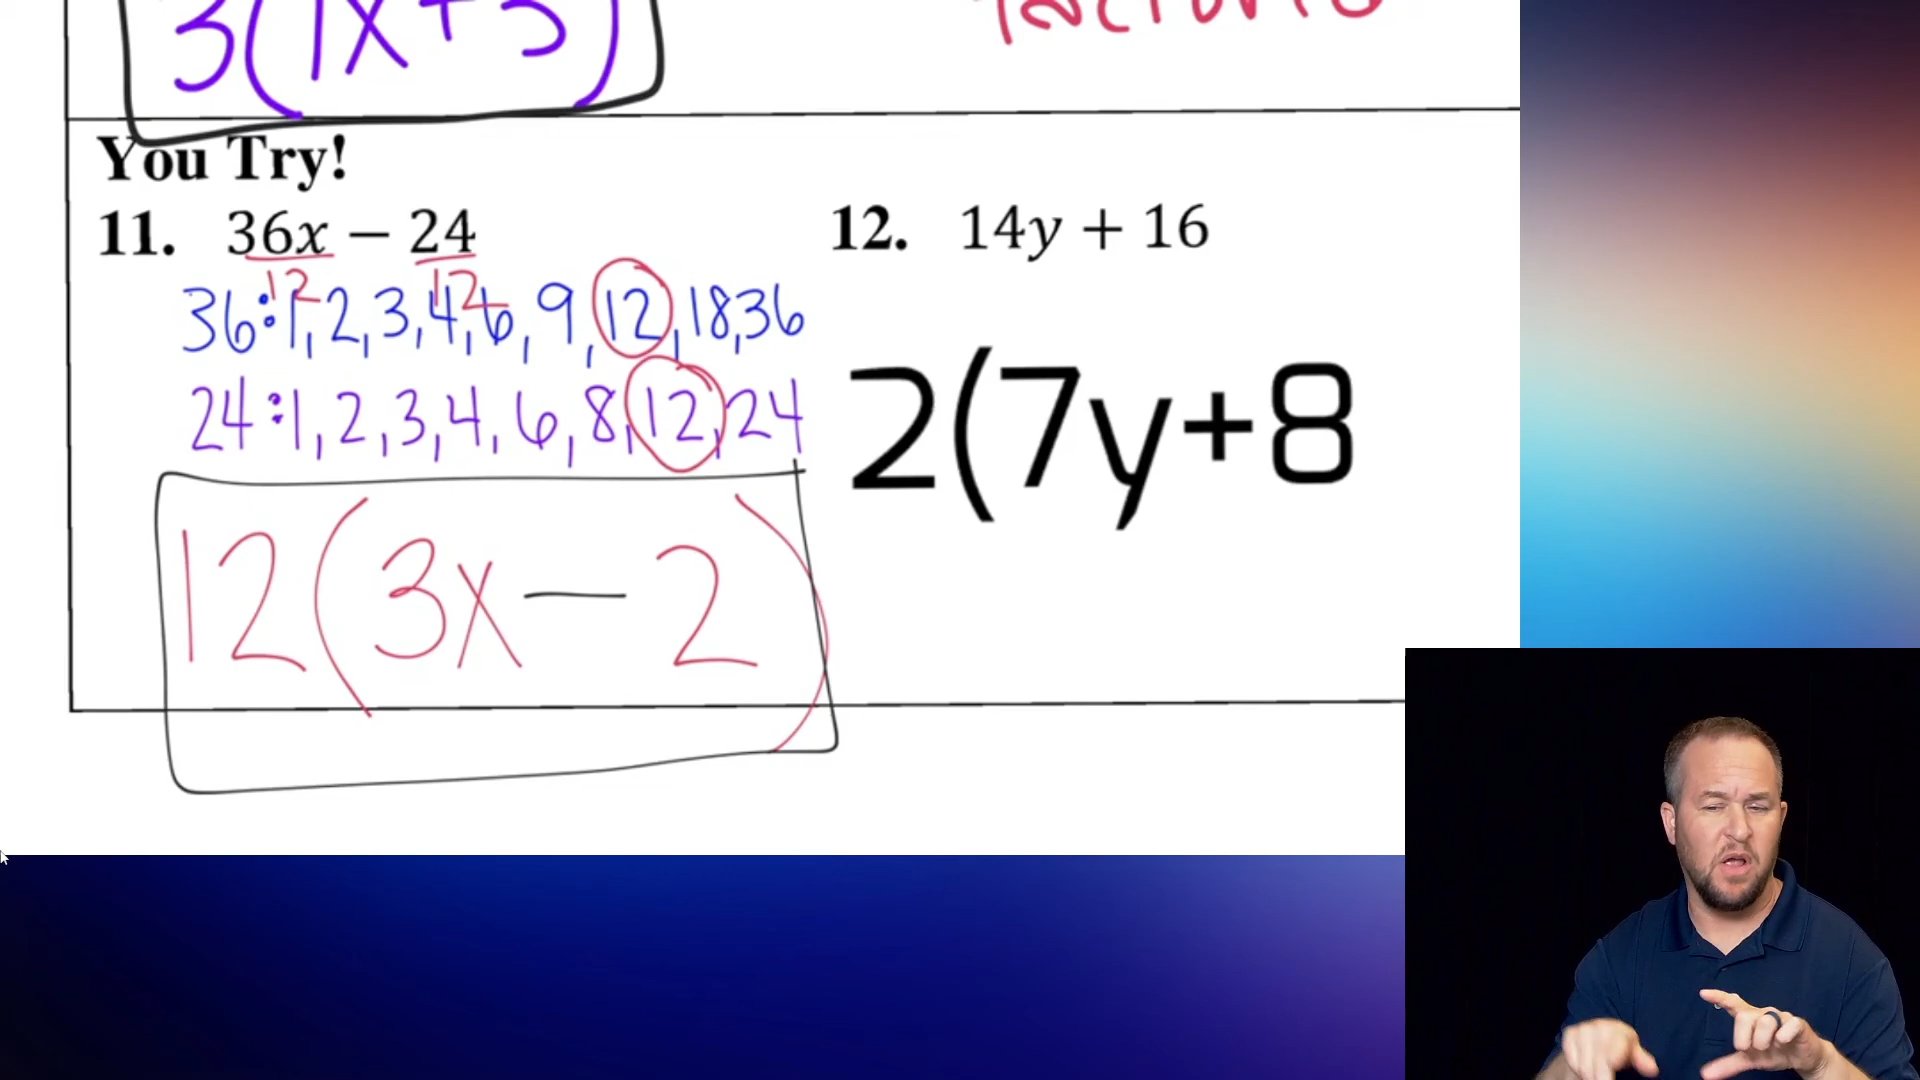 3(1x+5)
You Try!
11. 36x − 24
12 12
36:1,2,3,4,6,9,12,18,36
24:1,2,3,4,6,8,12,24
12(3x−2)
12. 14y + 16
2(7y+8